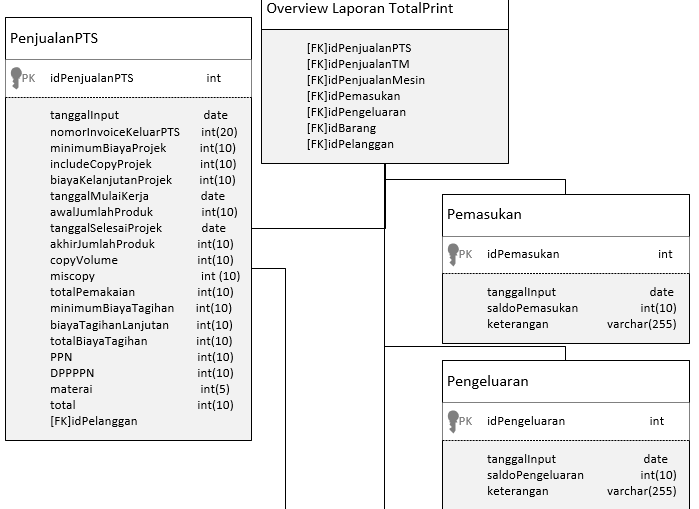 Overview Laporan TotalPrint
[FK]idPenjualanPTS
[FK]idPenjualanTM
[FK]idPenjualanMesin
[FK]idPemasukan
[FK]idPengeluaran
[FK]idBarang
[FK]idPelanggan
PenjualanPTS
PK idPenjualanPTS int
tanggalInput date
nomorInvoiceKeluarPTS int(20)
minimumBiayaProjek int(10)
includeCopyProjek int(10)
biayaKelanjutanProjek int(10)
tanggalMulaiKerja date
awalJumlahProduk int(10)
tanggalSelesaiProjek date
akhirJumlahProduk int(10)
copyVolume int(10)
miscopy int (10)
totalPemakaian int(10)
minimumBiayaTagihan int(10)
biayaTagihanLanjutan int(10)
totalBiayaTagihan int(10)
PPN int(10)
DPPPPN int(10)
materai int(5)
total int(10)
[FK]idPelanggan
Pemasukan
PK idPemasukan int
tanggalInput date
saldoPemasukan int(10)
keterangan varchar(255)
Pengeluaran
PK idPengeluaran int
tanggalInput date
saldoPengeluaran int(10)
keterangan varchar(255)